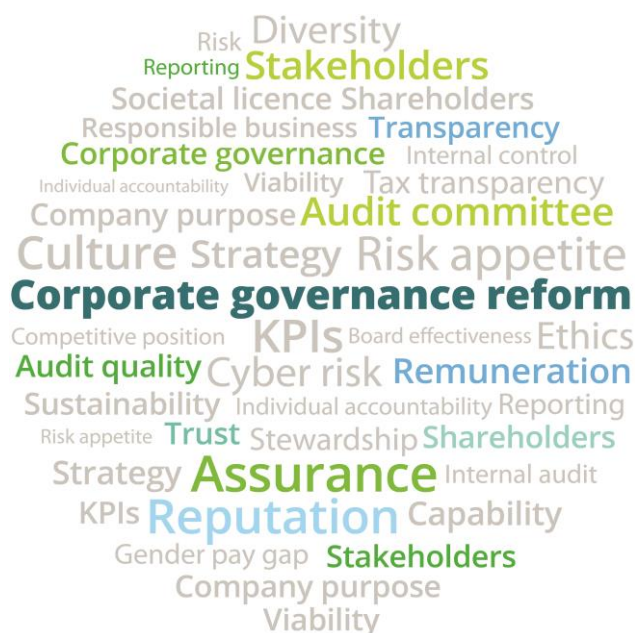 Risk Diversity
Reporting Stakeholders
Societal licence Shareholders
Responsible business Transparency
Corporate governance Internal control
Individual accountability Viability Tax transparency
Company purpose Audit committee
Culture Strategy Risk appetite
Corporate governance reform
Competitive position KPIs Board effectiveness Ethics
Audit quality Cyber risk Remuneration
Sustainability Individual accountability Reporting
Risk appetite Trust Stewardship Shareholders
Strategy Assurance Internal audit
KPIs Reputation Capability
Gender pay gap Stakeholders
Company purpose
Viability